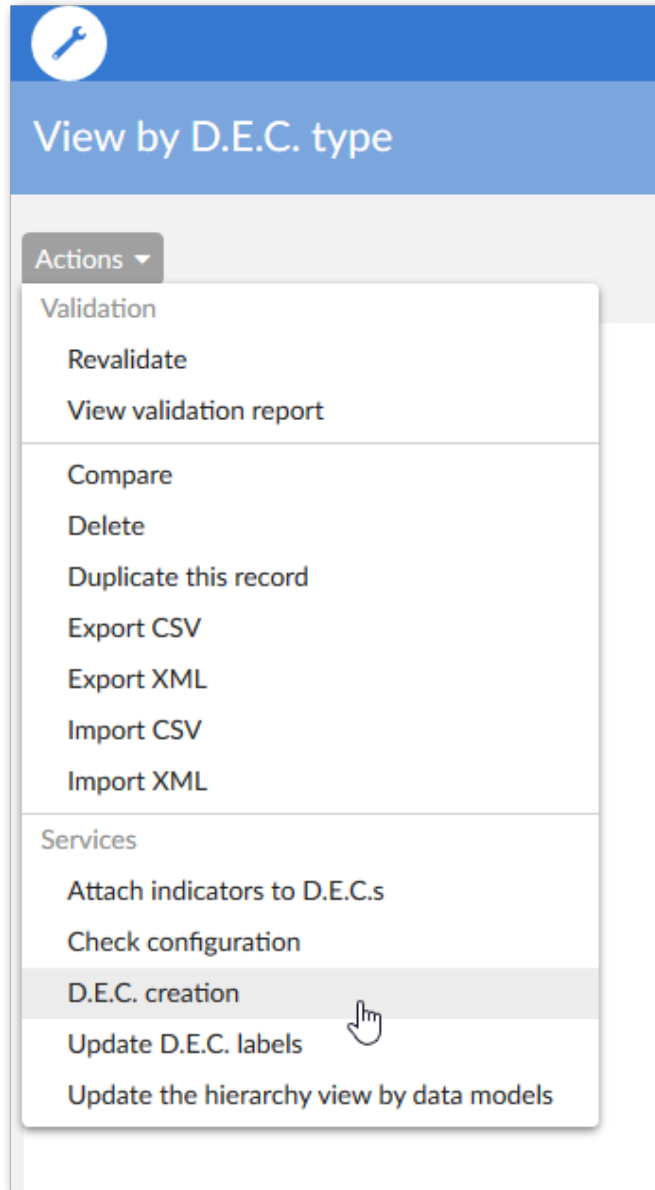 View by D.E.C. type
Actions
Validation
Revalidate
View validation report
Compare
Delete
Duplicate this record
Export CSV
Export XML
Import CSV
Import XML
Services
Attach indicators to D.E.C.s
Check configuration
D.E.C. creation
Update D.E.C. labels
Update the hierarchy view by data models